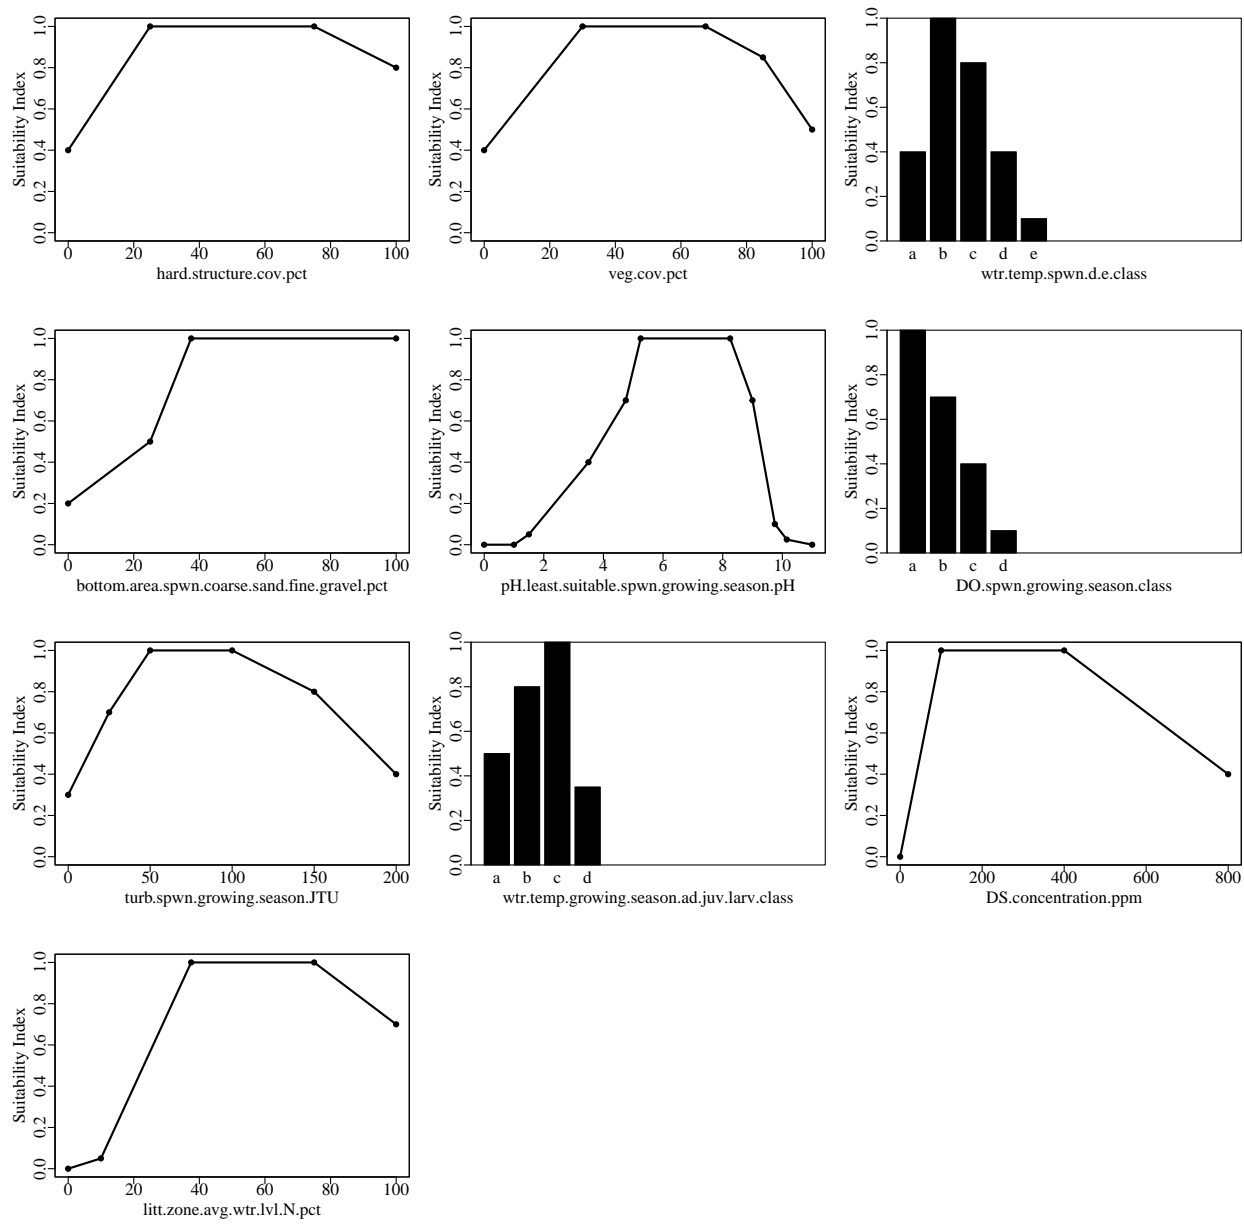 Suitability Index
0.0 0.2 0.4 0.6 0.8 1.0
0 20 40 60 80 100
hard.structure.cov.pct
Suitability Index
0.0 0.2 0.4 0.6 0.8 1.0
0 20 40 60 80 100
veg.cov.pct
Suitability Index
0.0 0.2 0.4 0.6 0.8 1.0
a b c d e
wtr.temp.spwn.d.e.class
Suitability Index
0.0 0.2 0.4 0.6 0.8 1.0
0 20 40 60 80 100
bottom.area.spwn.coarse.sand.fine.gravel.pct
Suitability Index
0.0 0.2 0.4 0.6 0.8 1.0
0 2 4 6 8 10
pH.least.suitable.spwn.growing.season.pH
Suitability Index
0.0 0.2 0.4 0.6 0.8 1.0
a b c d
DO.spwn.growing.season.class
Suitability Index
0.0 0.2 0.4 0.6 0.8 1.0
0 50 100 150 200
turb.spwn.growing.season.JTU
Suitability Index
0.0 0.2 0.4 0.6 0.8 1.0
a b c d
wtr.temp.growing.season.ad.juv.larv.class
Suitability Index
0.0 0.2 0.4 0.6 0.8 1.0
0 200 400 600 800
DS.concentration.ppm
Suitability Index
0.0 0.2 0.4 0.6 0.8 1.0
0 20 40 60 80 100
litt.zone.avg.wtr.lvl.N.pct